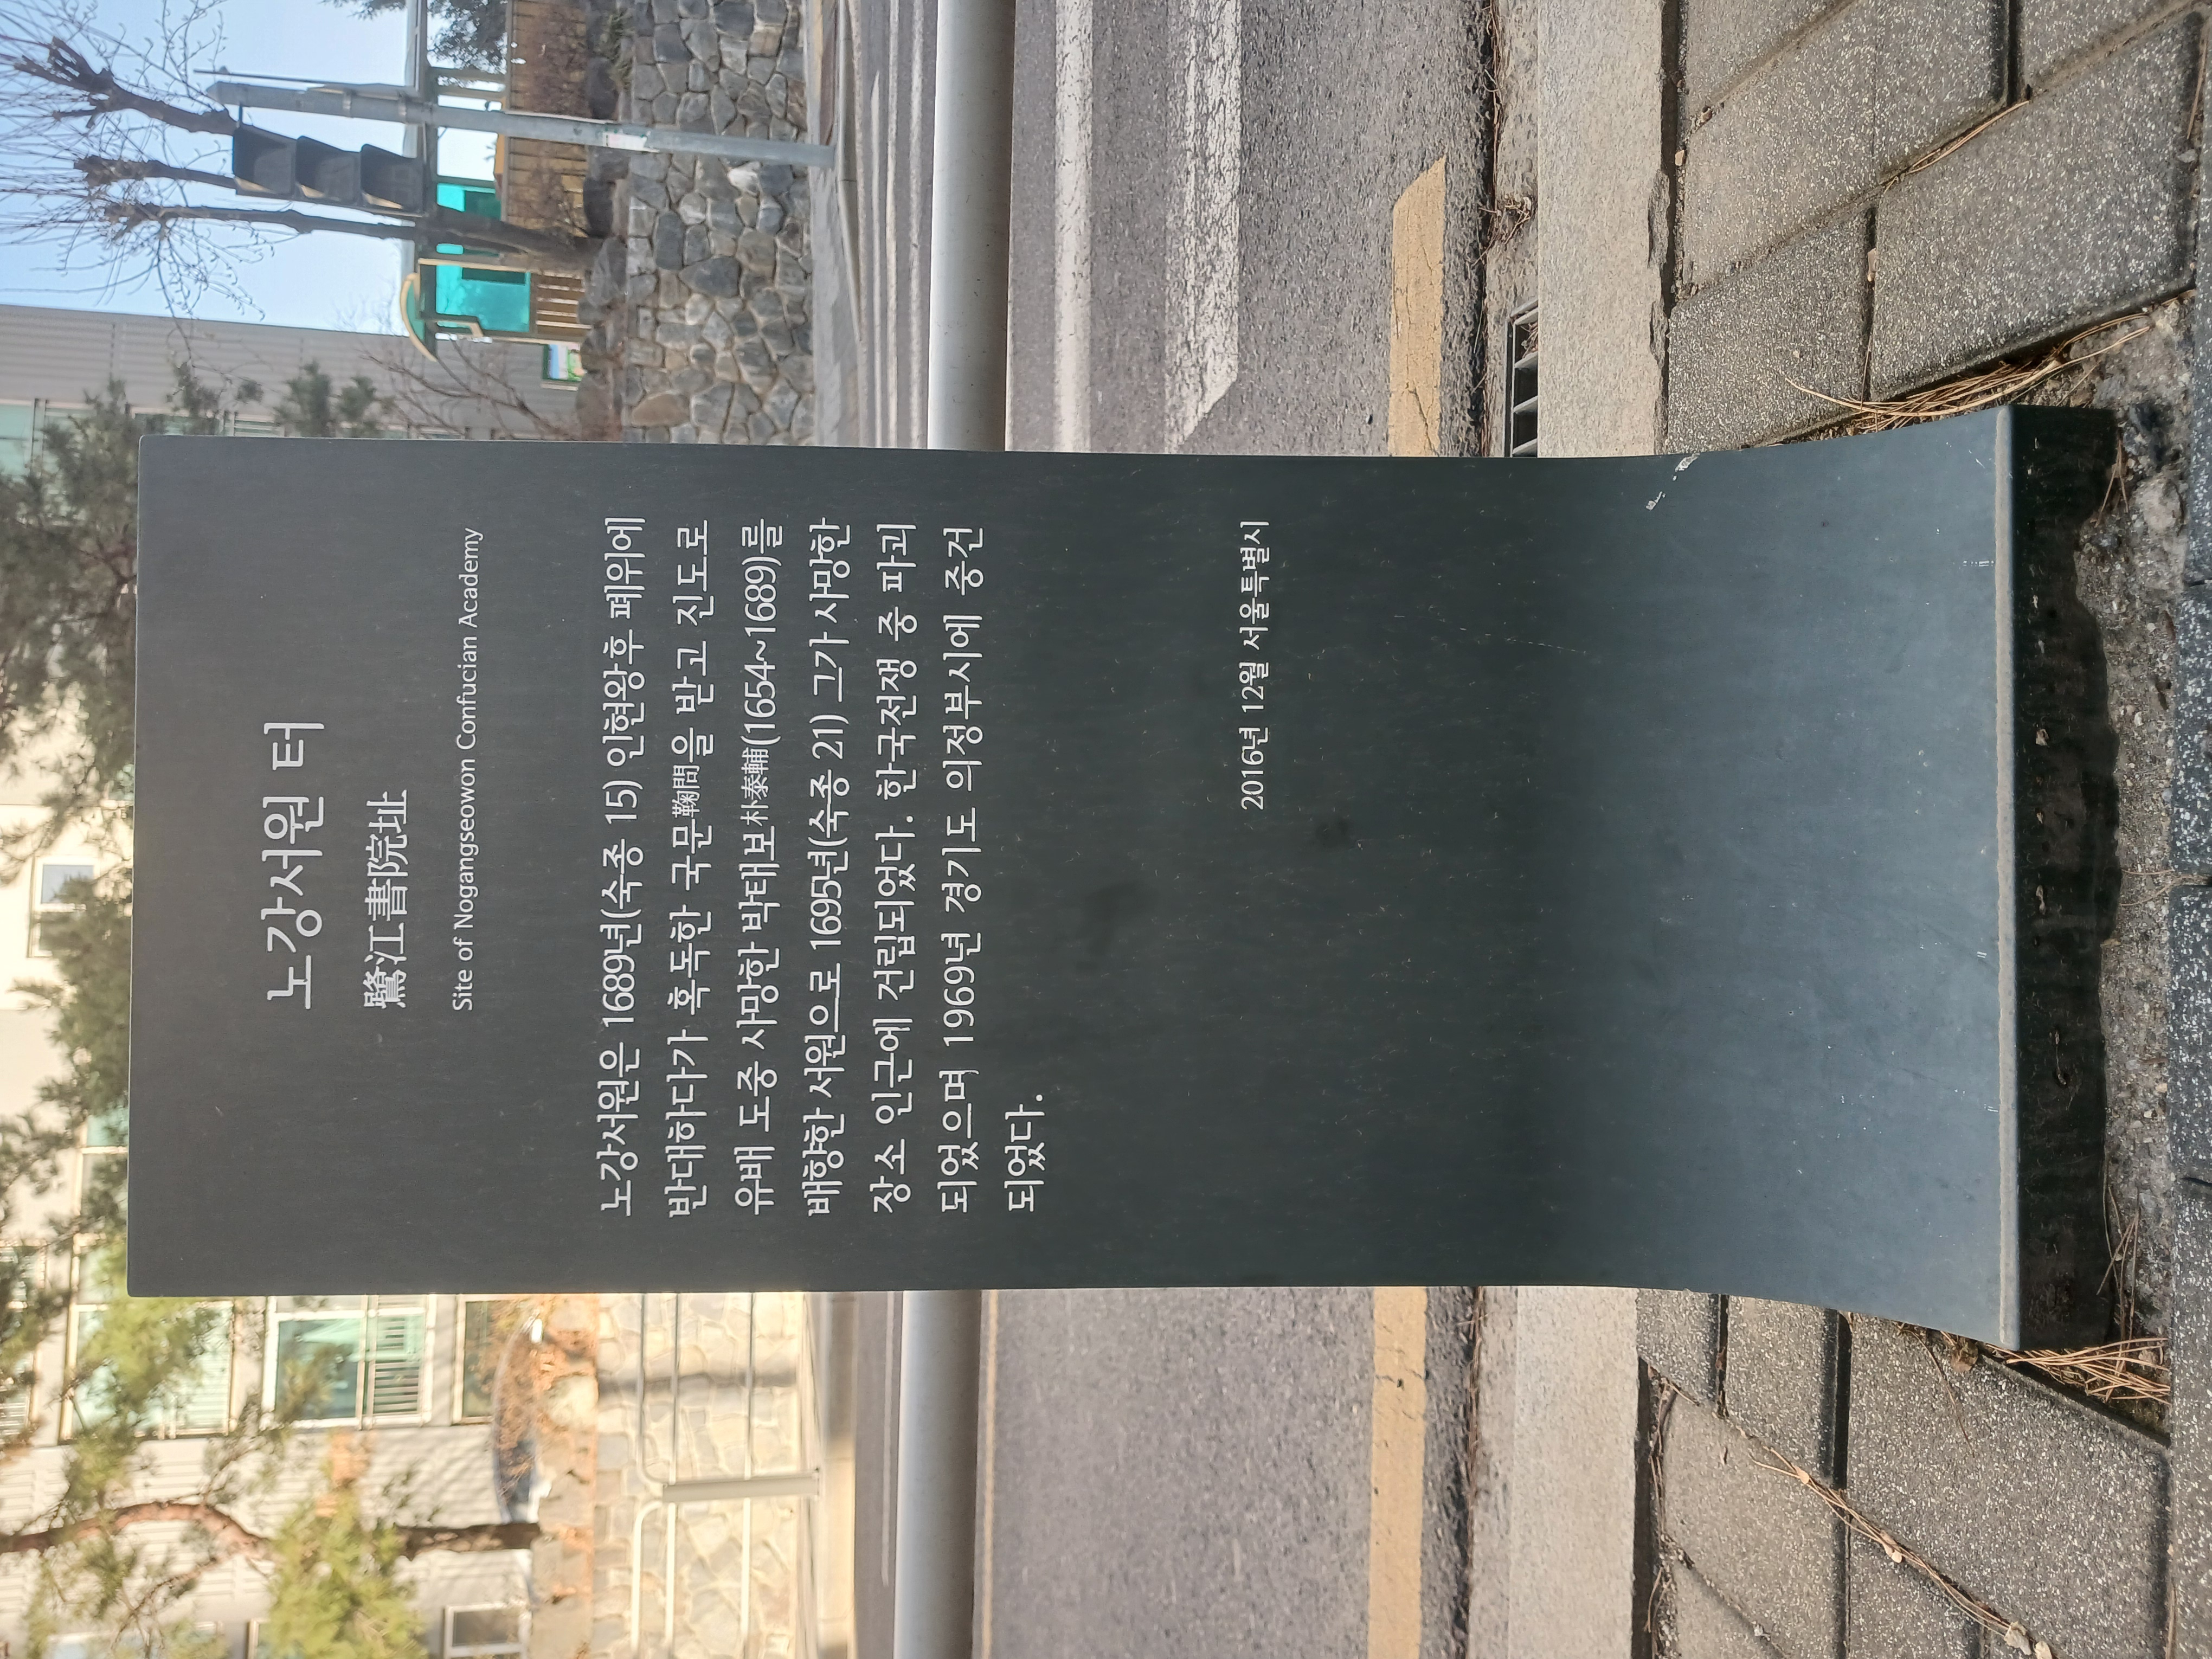 노강서원 터
鷺江書院址
Site of Nogangseowon Confucian Academy
노강서원은 1689년(숙종 15) 인현왕후 폐위에
반대하다가 혹독한 국문鞠問을 받고 진도로
유배 도중 사망한 박태보朴泰輔(1654~1689)를
배향한 서원으로 1695년(숙종 21) 그가 사망한
장소 인근에 건립되었다. 한국전쟁 중 파괴
되었으며 1969년 경기도 의정부시에 중건
되었다.
2016년 12월 서울특별시